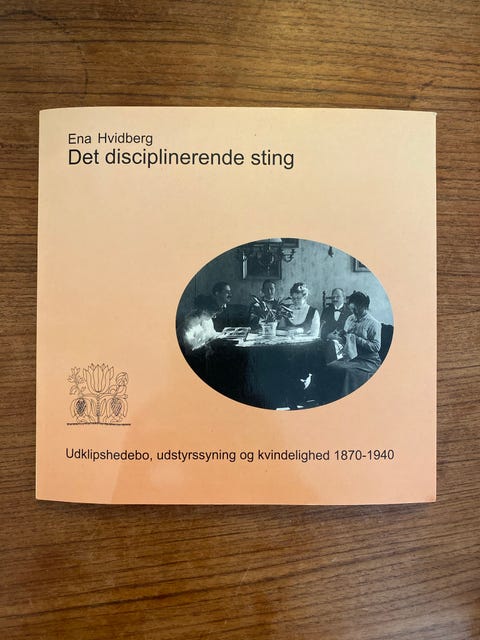 Ena Hvidberg
Det disciplinerende sting
Udklipshedebo, udstyrssyning og kvindelighed 1870-1940